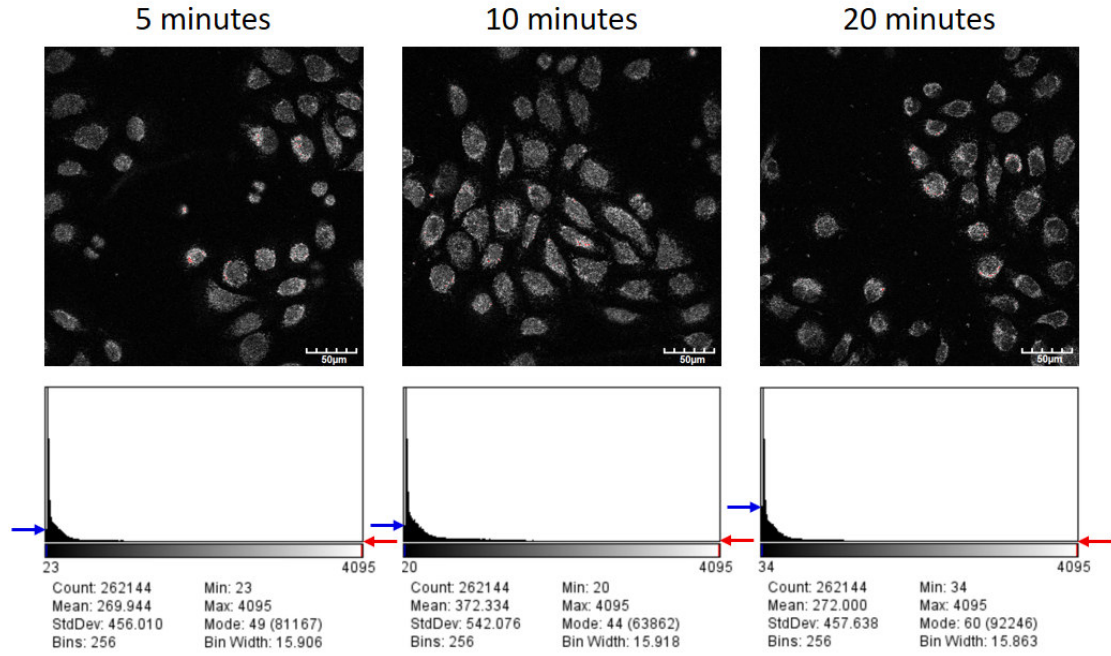 5 minutes 10 minutes 20 minutes
50µm 50µm 50µm
23 4095 20 4095 34 4095
Count: 262144 Min: 23
Mean: 269.944 Max: 4095
StdDev: 456.010 Mode: 49 (81167)
Bins: 256 Bin Width: 15.906
Count: 262144 Min: 20
Mean: 372.334 Max: 4095
StdDev: 542.076 Mode: 44 (63862)
Bins: 256 Bin Width: 15.918
Count: 262144 Min: 34
Mean: 272.000 Max: 4095
StdDev: 457.638 Mode: 60 (92246)
Bins: 256 Bin Width: 15.863